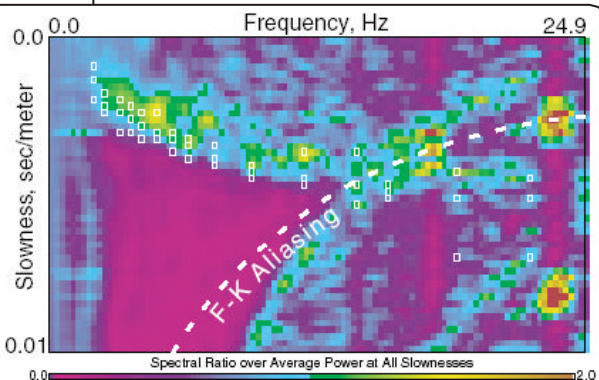 0.0 Frequency, Hz 24.9
0.0
Slowness, sec/meter
F-K Aliasing
0.01
Spectral Ratio over Average Power at All Slownesses
0.0 2.0